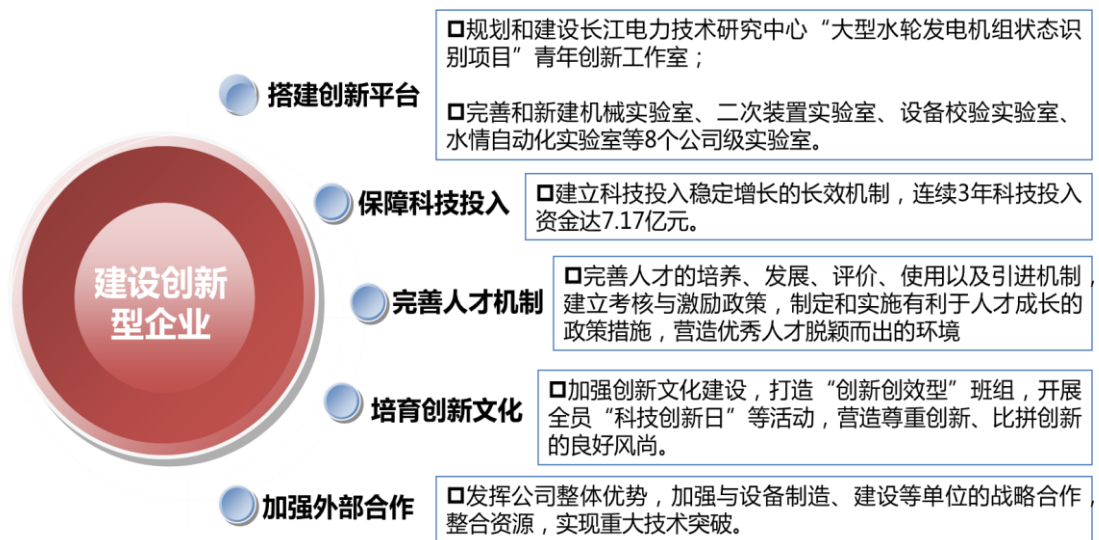 建设创新
型企业
搭建创新平台
规划和建设长江电力技术研究中心“大型水轮发电机组状态识
别项目”青年创新工作室；
完善和新建机械实验室、二次装置实验室、设备校验实验室、
水情自动化实验室等8个公司级实验室。
保障科技投入
建立科技投入稳定增长的长效机制，连续3年科技投入
资金达7.17亿元。
完善人才机制
完善人才的培养、发展、评价、使用以及引进机制，
建立考核与激励政策，制定和实施有利于人才成长的
政策措施，营造优秀人才脱颖而出的环境
培育创新文化
加强创新文化建设，打造“创新创效型”班组，开展
全员“科技创新日”等活动，营造尊重创新、比拼创新
的良好风尚。
加强外部合作
发挥公司整体优势，加强与设备制造、建设等单位的战略合作，
整合资源，实现重大技术突破。